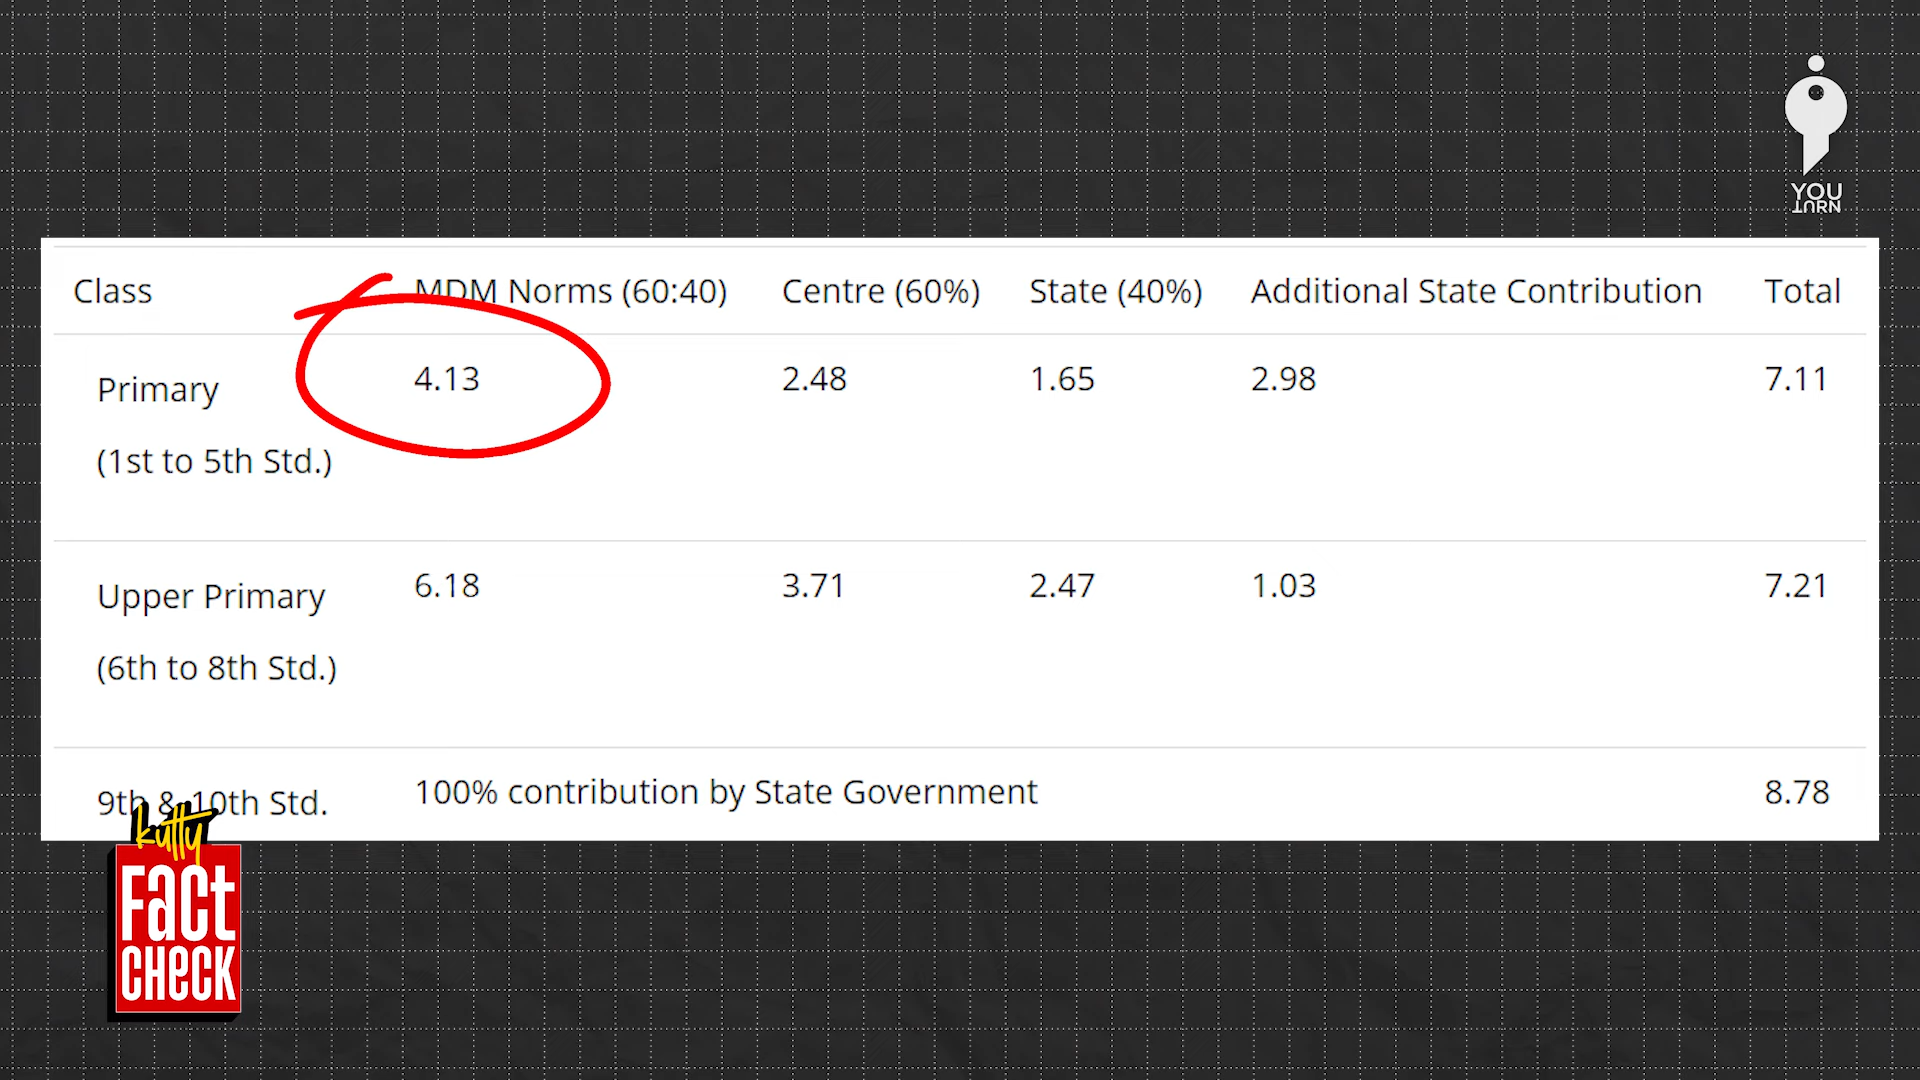 YOU
TURN
Class MDM Norms (60:40) Centre (60%) State (40%) Additional State Contribution Total
Primary 4.13 2.48 1.65 2.98 7.11
(1st to 5th Std.)
Upper Primary 6.18 3.71 2.47 1.03 7.21
(6th to 8th Std.)
9th & 10th Std. 100% contribution by State Government 8.78
kutty
Fact
CHECK